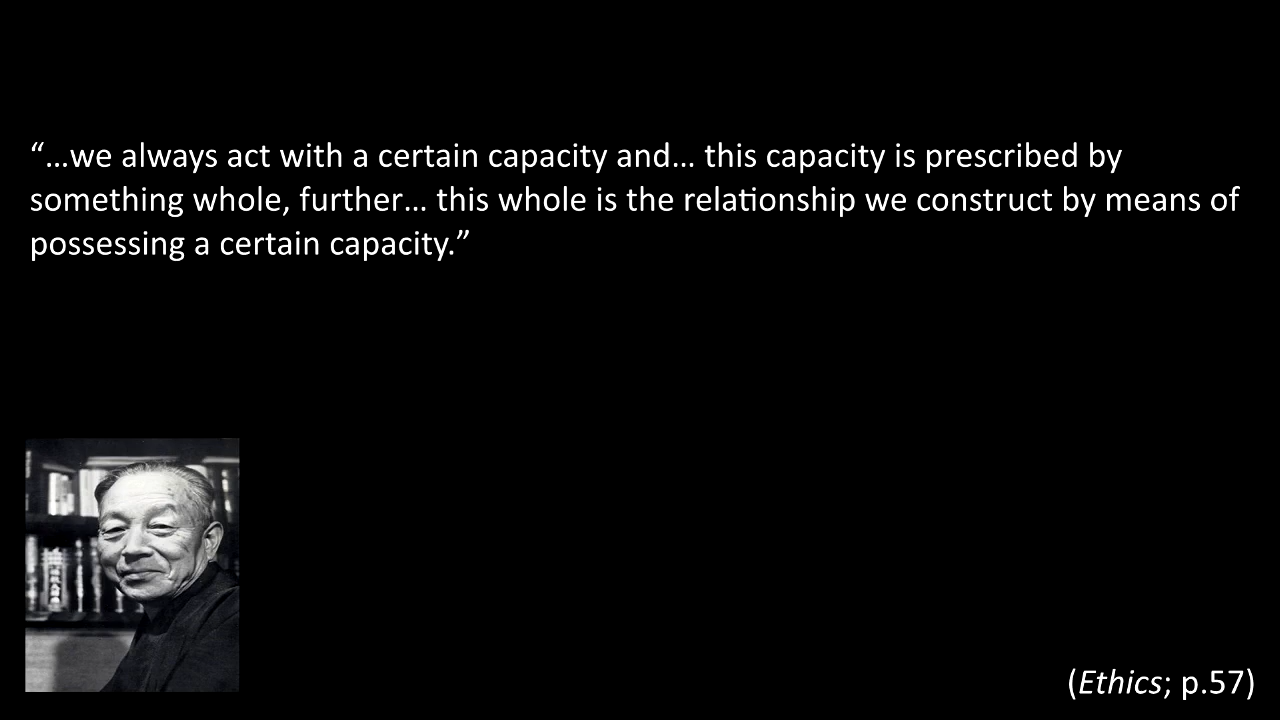 “…we always act with a certain capacity and… this capacity is prescribed by
something whole, further… this whole is the relationship we construct by means of
possessing a certain capacity.”
(Ethics; p.57)